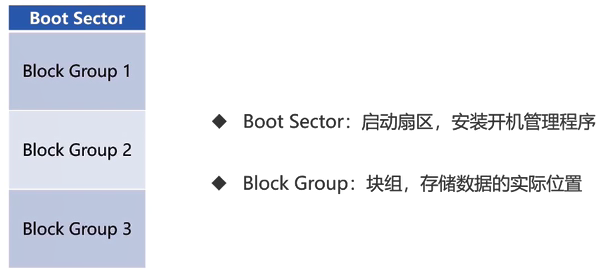 Boot Sector
Block Group 1
Block Group 2
Block Group 3
◆ Boot Sector：启动扇区，安装开机管理程序
◆ Block Group：块组，存储数据的实际位置